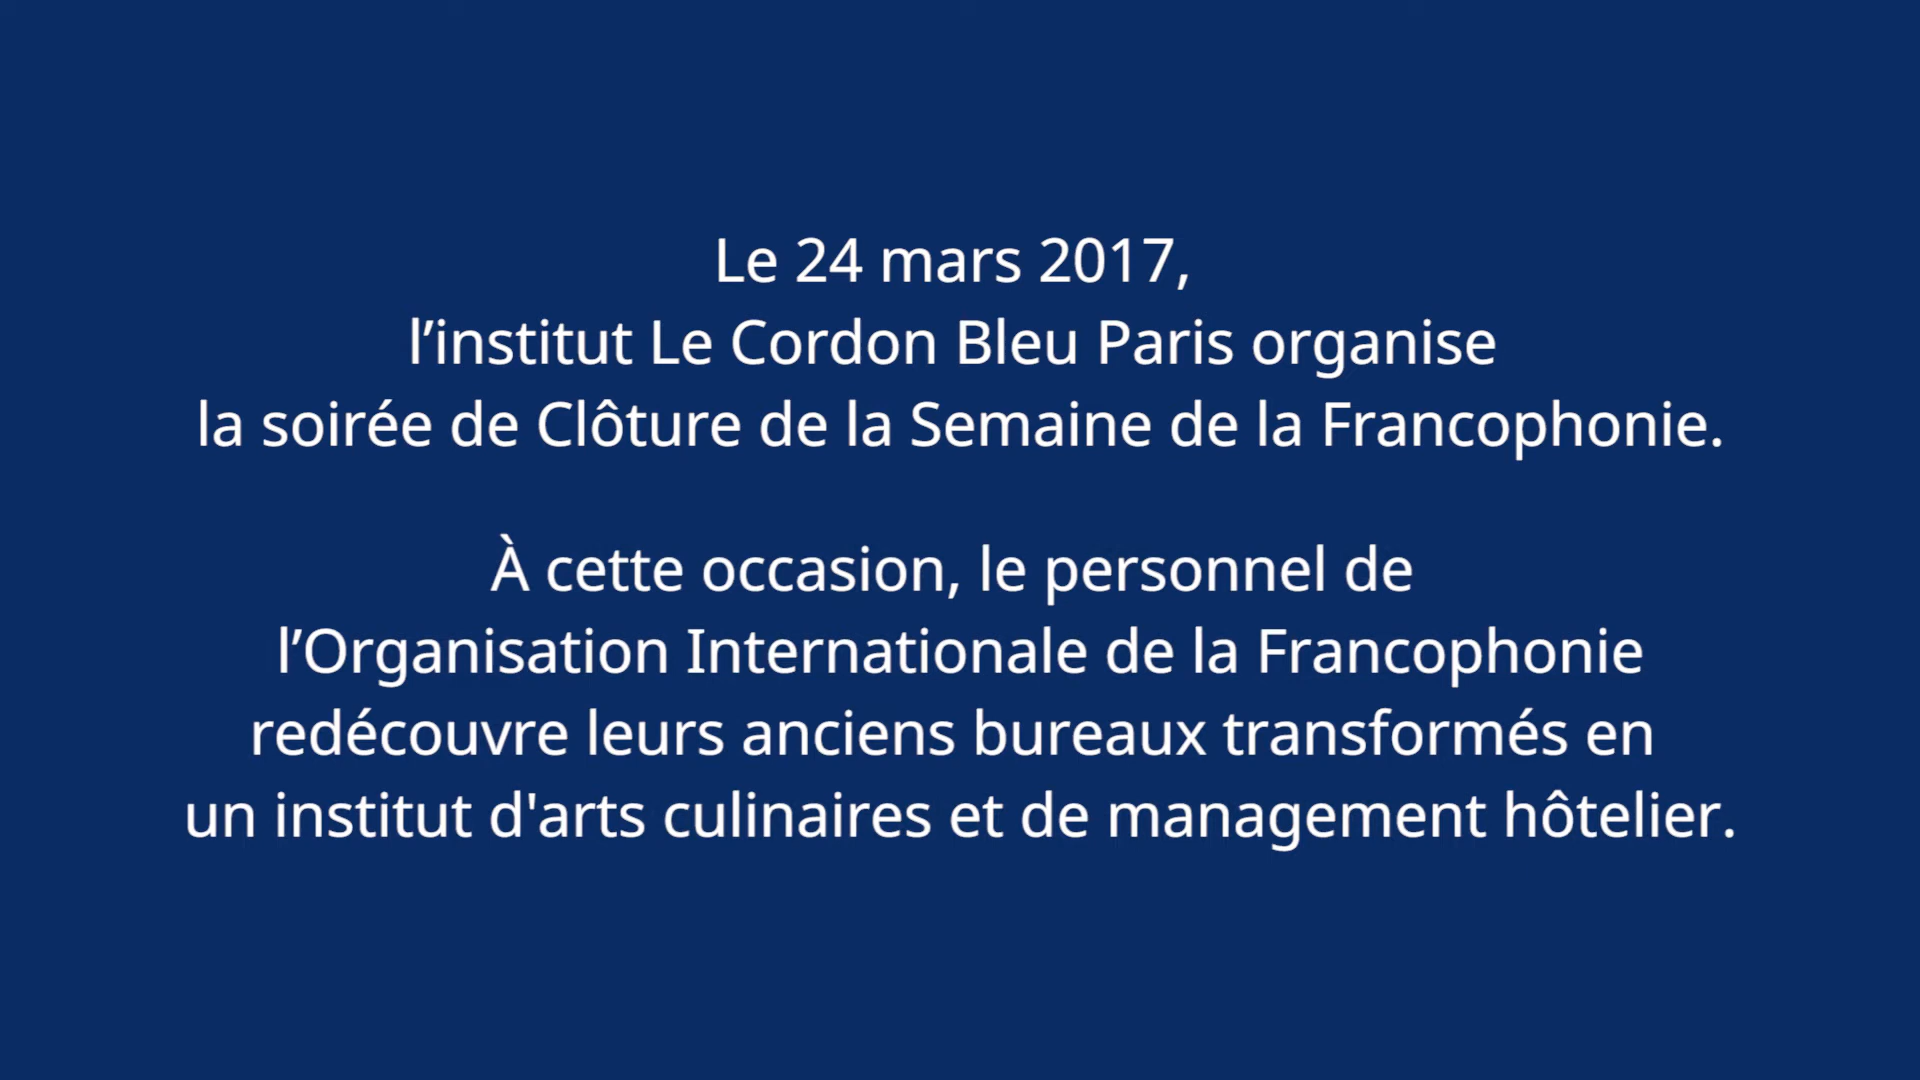 Le 24 mars 2017,
l’institut Le Cordon Bleu Paris organise
la soirée de Clôture de la Semaine de la Francophonie.
À cette occasion, le personnel de
l’Organisation Internationale de la Francophonie
redécouvre leurs anciens bureaux transformés en
un institut d'arts culinaires et de management hôtelier.